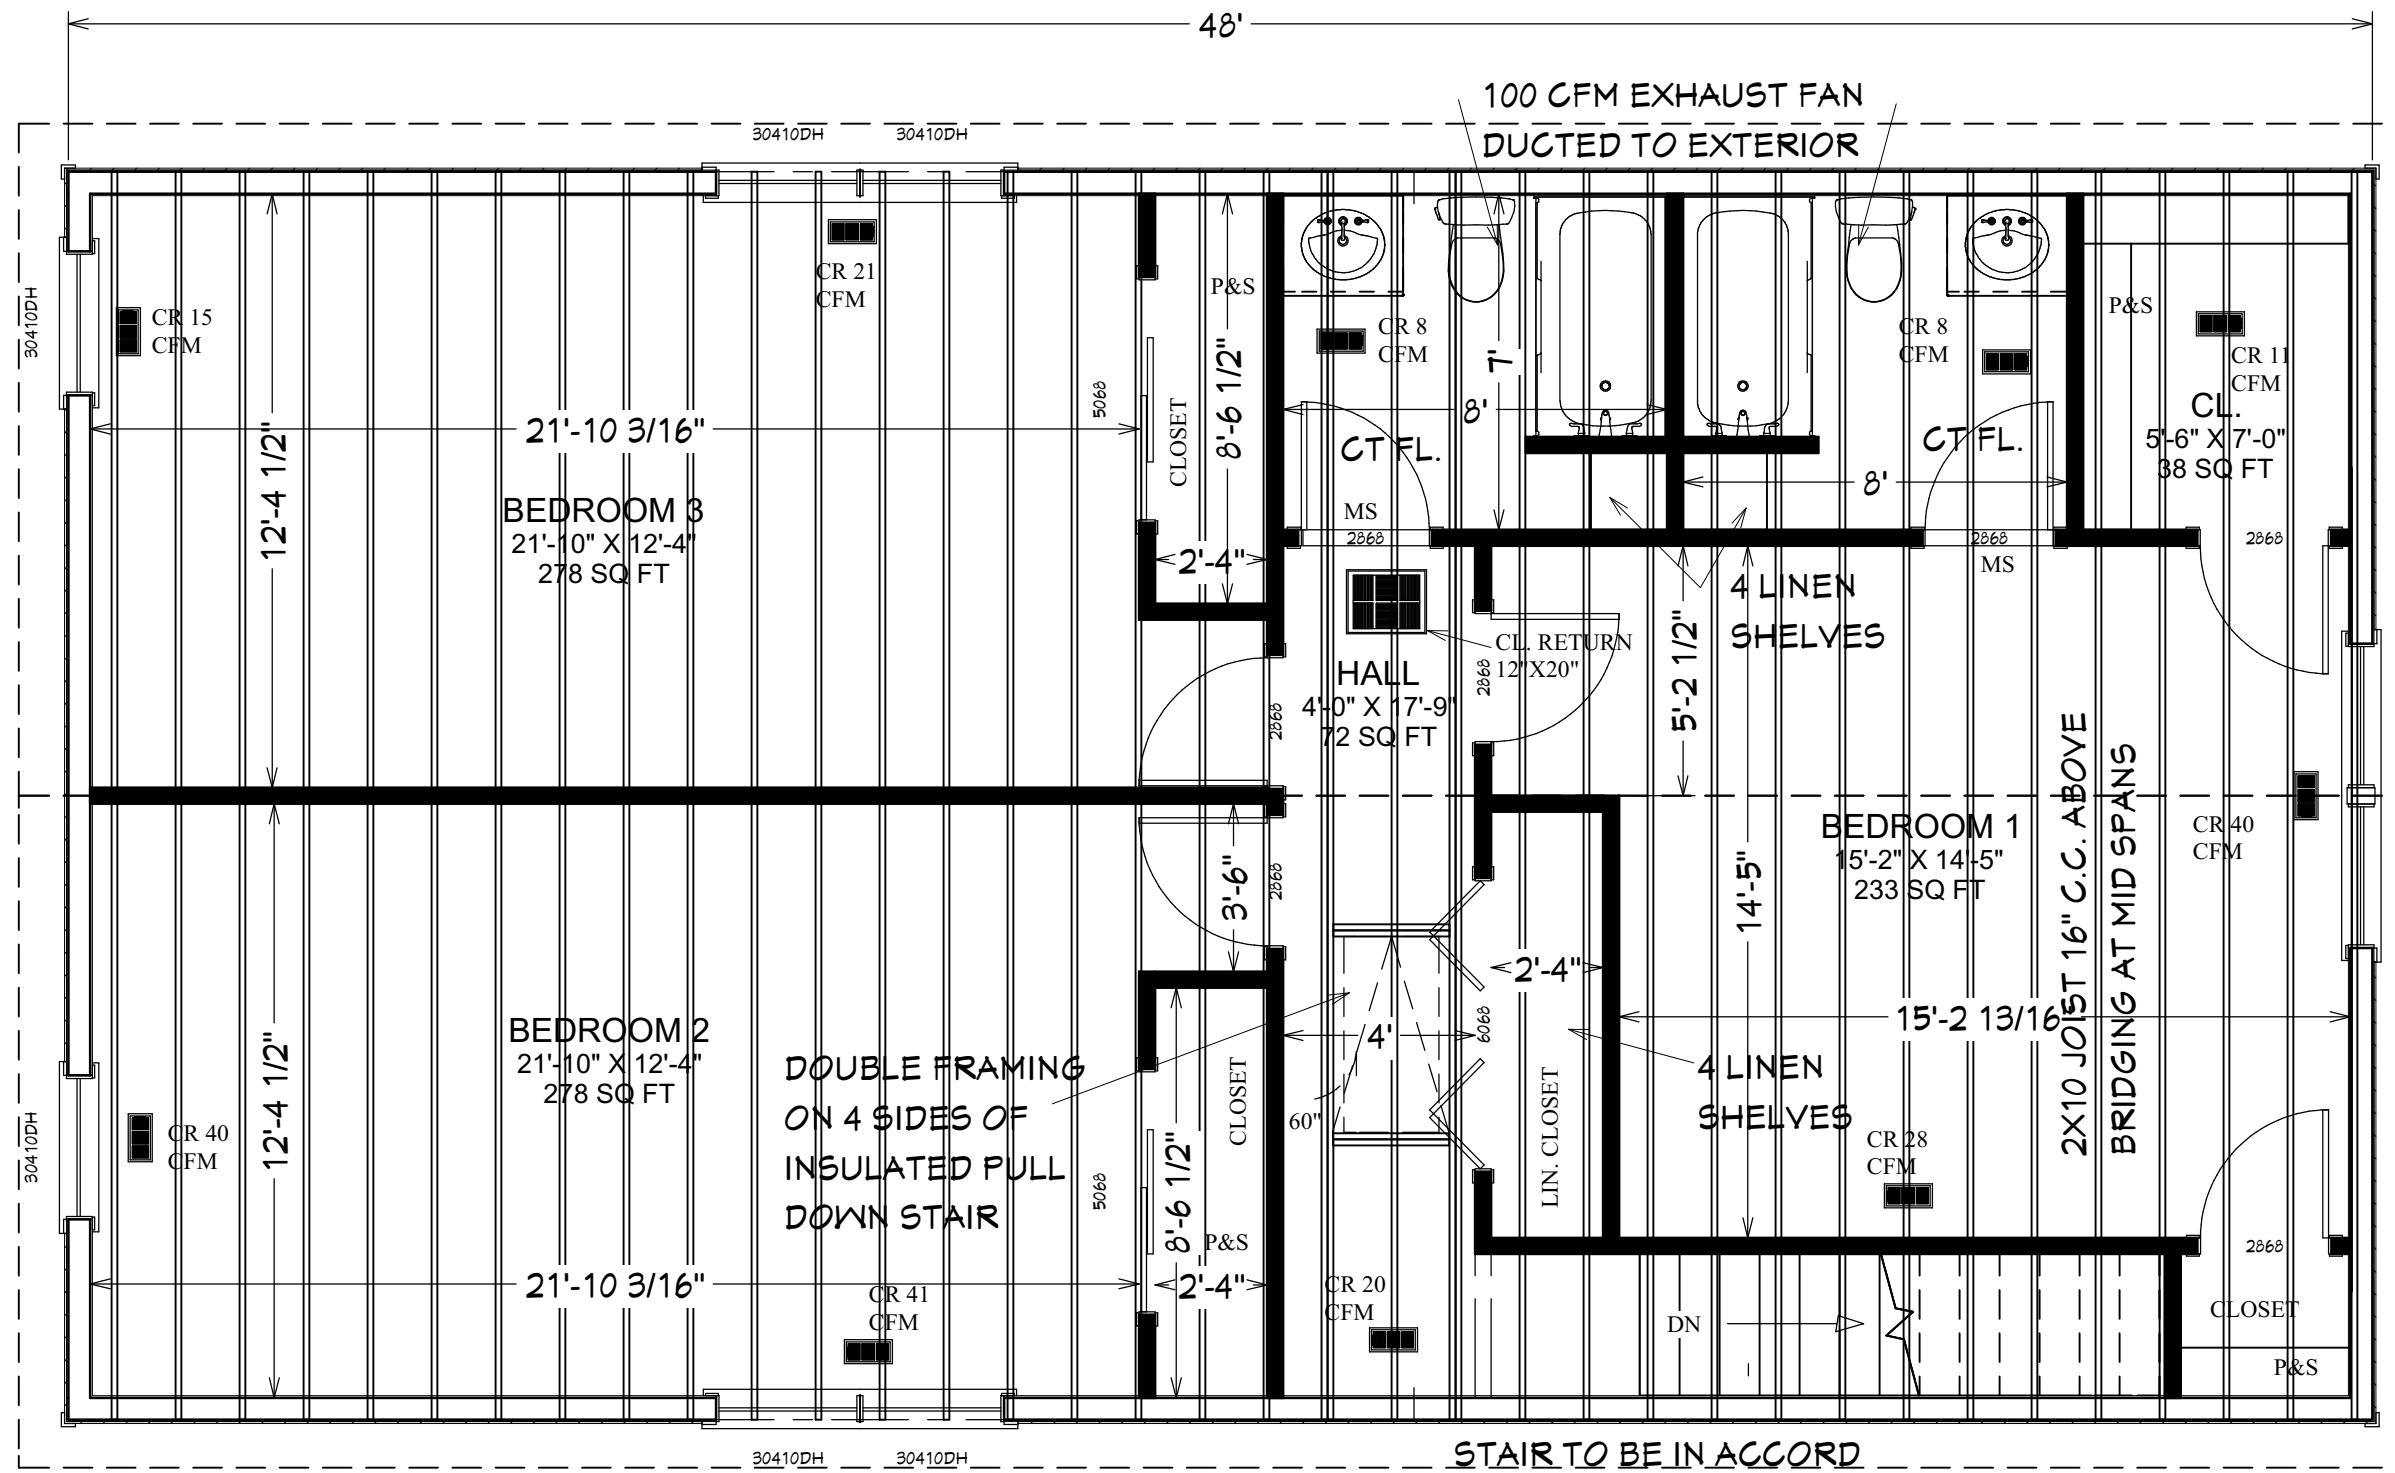 48'
100 CFM EXHAUST FAN
DUCTED TO EXTERIOR
30410DH
30410DH
30410DH
CR 15
CFM
CR 21
CFM
21'-10 3/16"
12'-4 1/2"
BEDROOM 3
21'-10" X 12'-4"
278 SQ FT
5068
CLOSET
P&S
8'-6 1/2"
2'-4"
CR 8
CFM
7'
8'
CT FL.
MS
2868
CR 8
CFM
CT FL.
8'
2868
MS
P&S
CR 11
CFM
CL.
5'-6" X 7'-0"
38 SQ FT
2868
4 LINEN
SHELVES
CL. RETURN
12"X20"
HALL
4'-0" X 17'-9"
72 SQ FT
2868
2868
5'-2 1/2"
2868
3'-6"
BEDROOM 1
15'-2" X 14'-5"
233 SQ FT
14'-5"
2X10 JOIST 16" C.C. ABOVE
BRIDGING AT MID SPANS
CR 40
CFM
15'-2 13/16
2'-4"
4'
6068
60"
LIN. CLOSET
4 LINEN
SHELVES
CR 28
CFM
BEDROOM 2
21'-10" X 12'-4"
278 SQ FT
12'-4 1/2"
30410DH
CR 40
CFM
DOUBLE FRAMING
ON 4 SIDES OF
INSULATED PULL
DOWN STAIR
5068
CLOSET
8'-6 1/2"
P&S
2'-4"
21'-10 3/16"
CR 41
CFM
CR 20
CFM
DN
2868
CLOSET
P&S
30410DH
30410DH
STAIR TO BE IN ACCORD